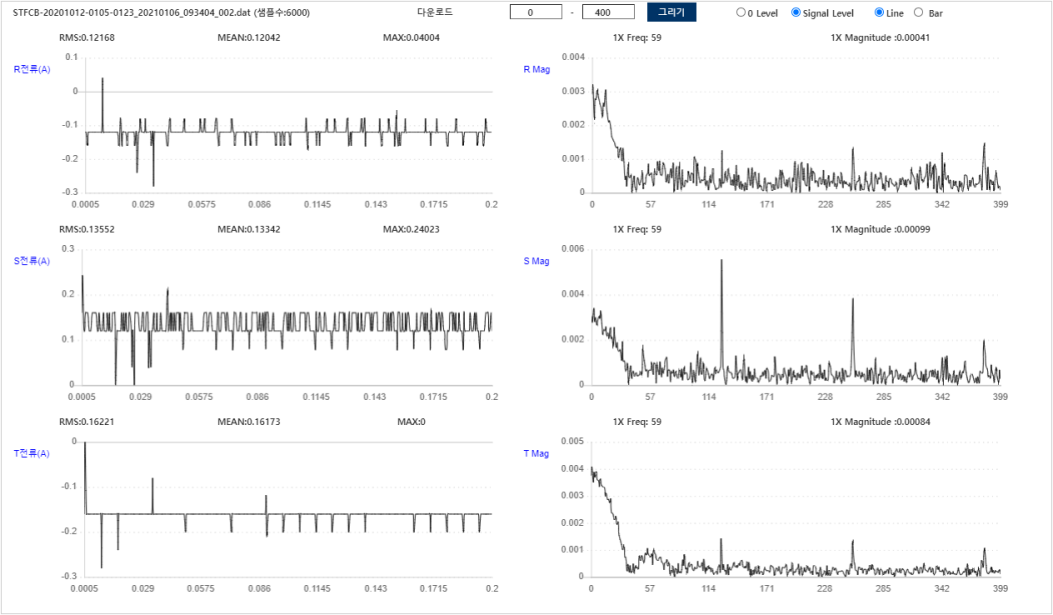 STFCB-20201012-0105-0123_20210106_093404_002.dat (샘플수:6000) 다운로드 0 - 400 그리기 0 Level Signal Level Line Bar
RMS:0.12168 MEAN:0.12042 MAX:0.04004 1X Freq: 59 1X Magnitude :0.00041
R전류(A)
0.1
0
-0.1
-0.2
-0.3
0.0005 0.029 0.0575 0.086 0.1145 0.143 0.1715 0.2
R Mag
0.004
0.003
0.002
0.001
0
0 57 114 171 228 285 342 399
RMS:0.13552 MEAN:0.13342 MAX:0.24023 1X Freq: 59 1X Magnitude :0.00099
S전류(A)
0.3
0.2
0.1
0
0.0005 0.029 0.0575 0.086 0.1145 0.143 0.1715 0.2
S Mag
0.006
0.004
0.002
0
0 57 114 171 228 285 342 399
RMS:0.16221 MEAN:0.16173 MAX:0 1X Freq: 59 1X Magnitude :0.00084
T전류(A)
0
-0.1
-0.2
-0.3
0.0005 0.029 0.0575 0.086 0.1145 0.143 0.1715 0.2
T Mag
0.005
0.004
0.003
0.002
0.001
0
0 57 114 171 228 285 342 399